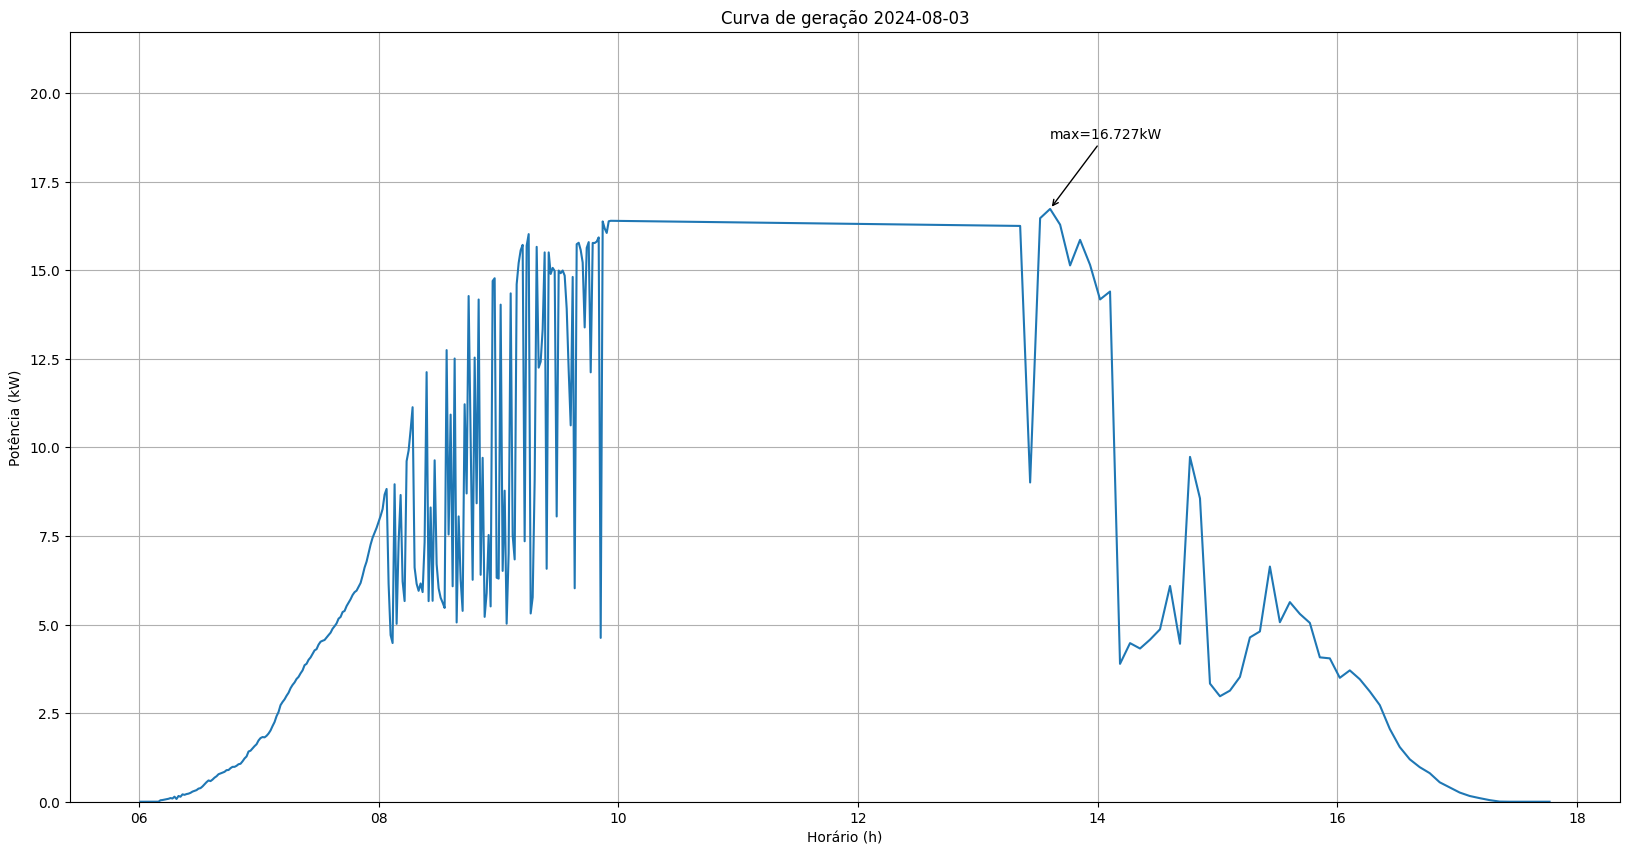 Curva de geração 2024-08-03
20.0
17.5
15.0
12.5
10.0
7.5
5.0
2.5
0.0
Potência (kW)
max=16.727kW
06 08 10 12 14 16 18
Horário (h)